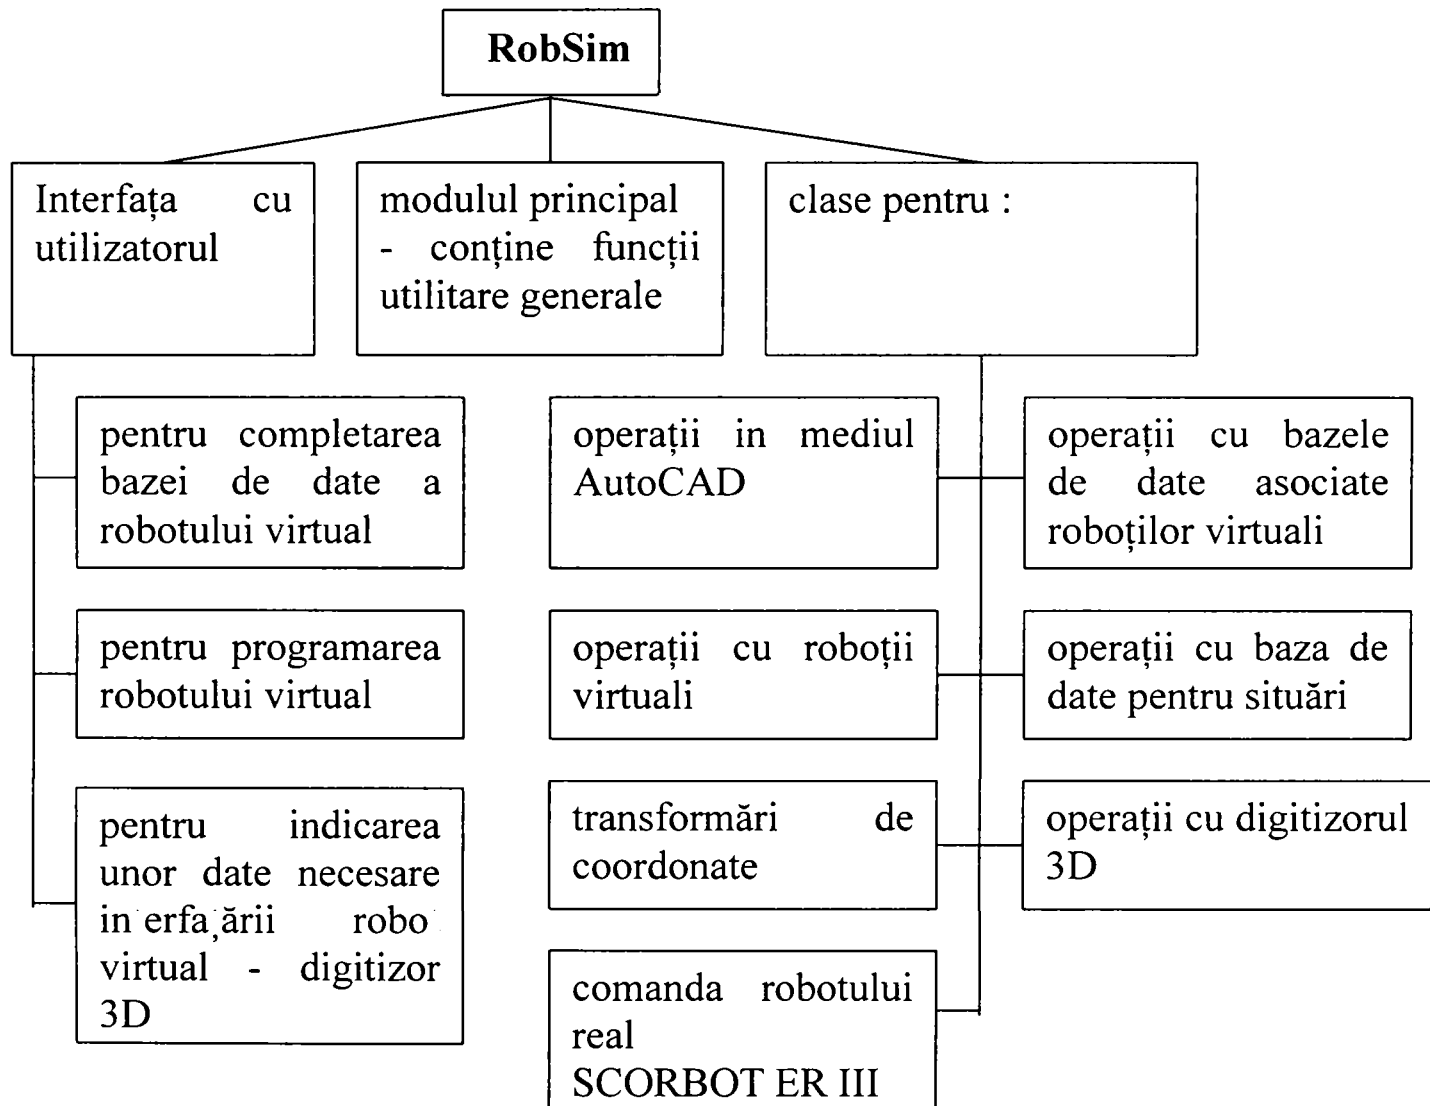 RobSim
Interfața cu
utilizatorul
modulul principal
- conține funcții
utilitare generale
clase pentru :
pentru completarea
bazei de date a
robotului virtual
pentru programarea
robotului virtual
pentru indicarea
unor date necesare
virtual - digitizor
3D
operații in mediul
AutoCAD
operații cu roboții
virtuali
transformări de
coordonate
comanda robotului
real
SCORBOT ER III
operații cu bazele
de date asociate
roboților virtuali
operații cu baza de
date pentru situări
operații cu digitizorul
3D